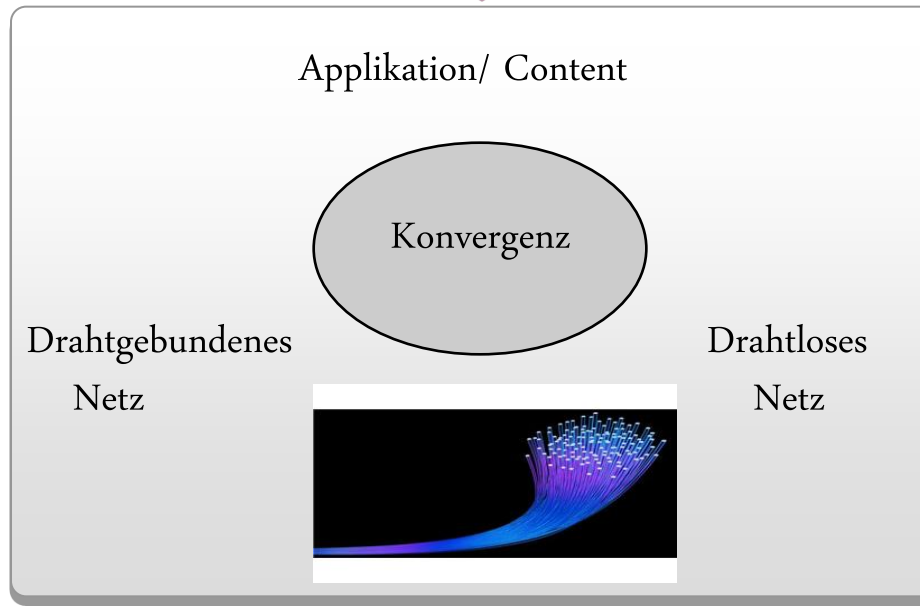 Applikation/ Content
Konvergenz
Drahtgebundenes
Netz
Drahtloses
Netz